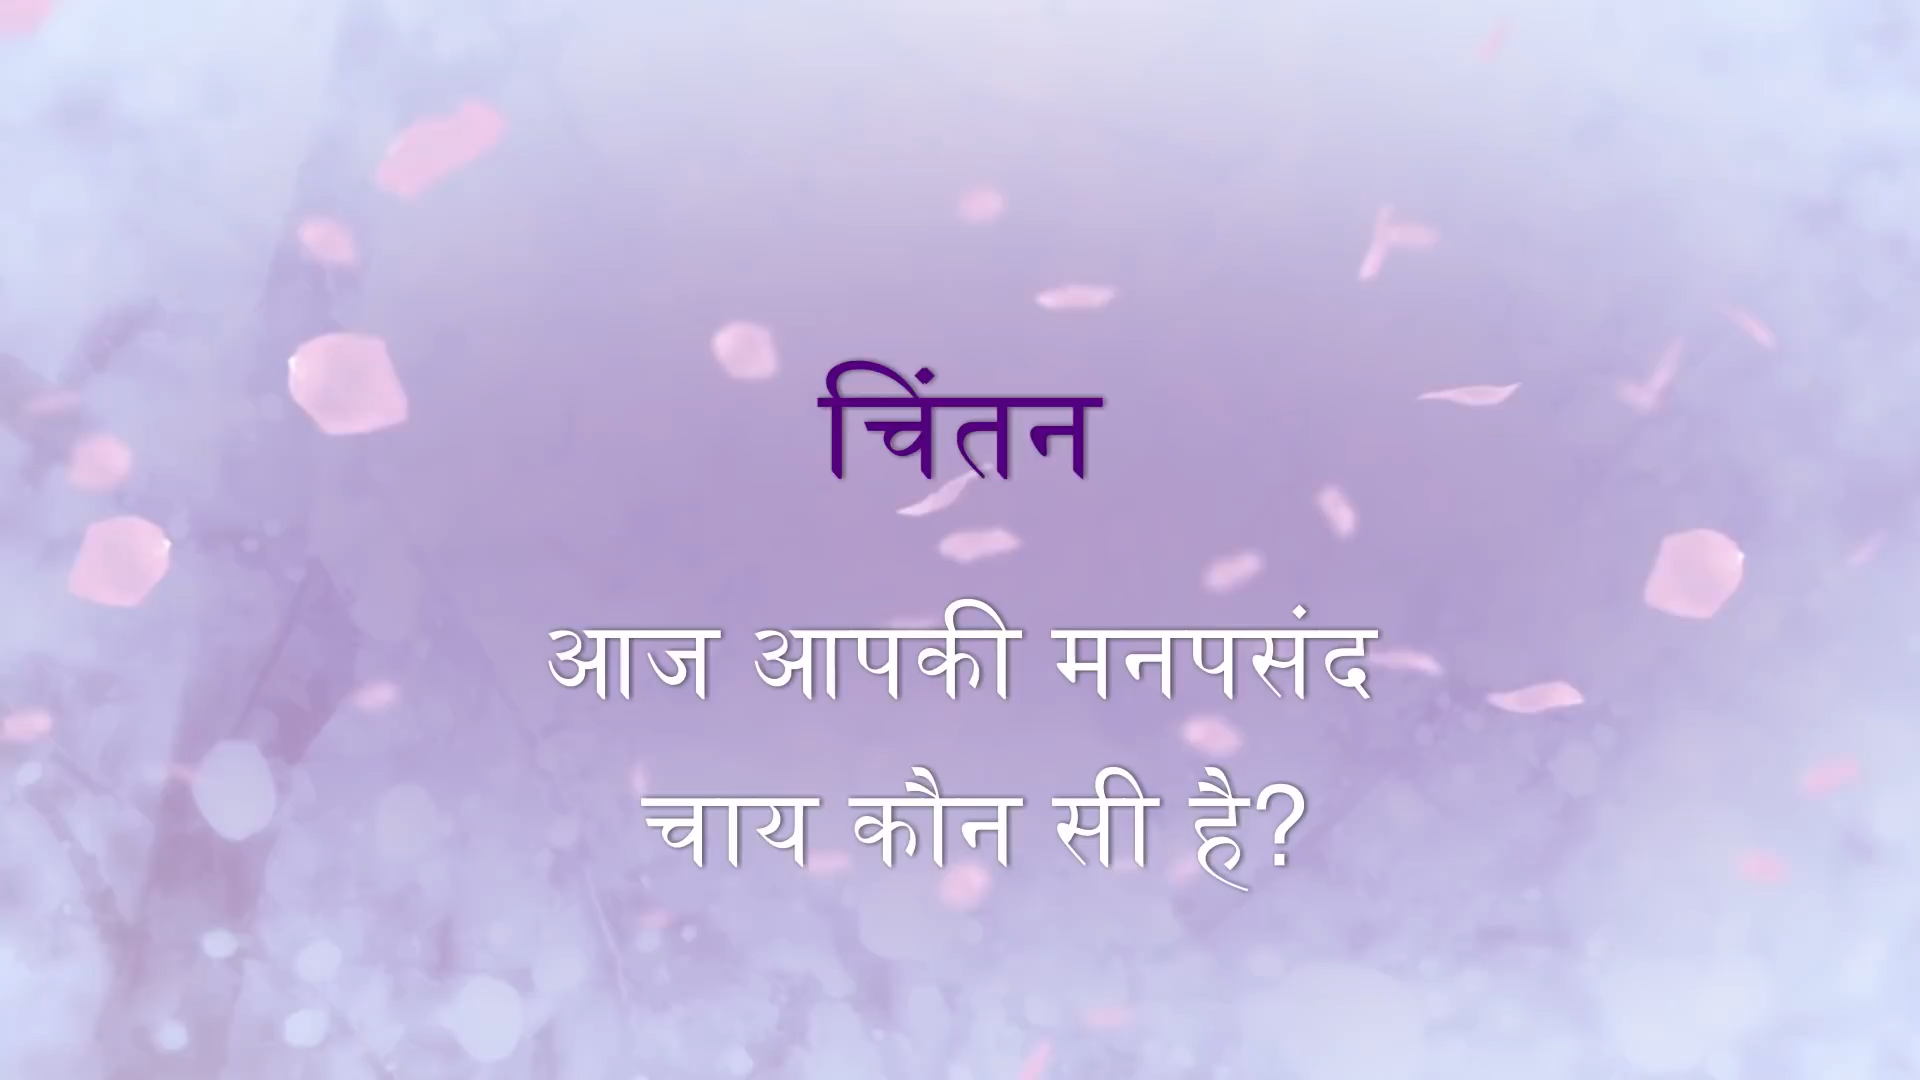 चिंतन
आज आपकी मनपसंद
चाय कौन सी है?